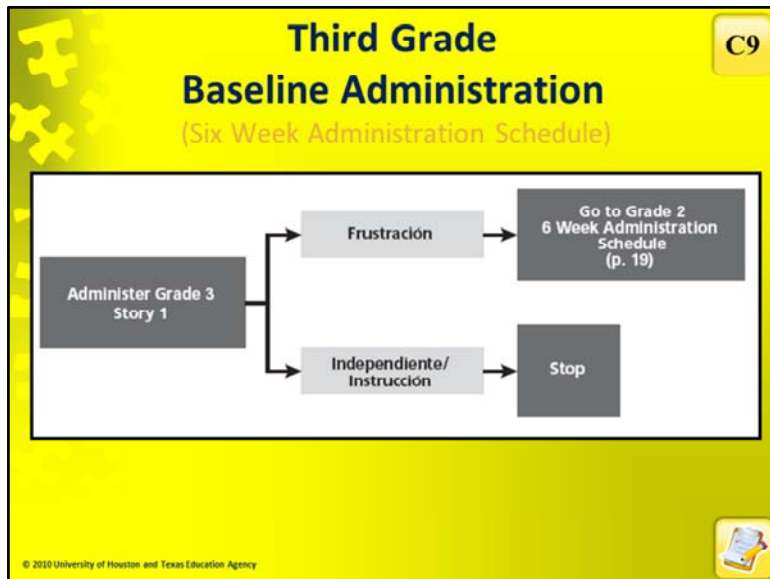 Third Grade
Baseline Administration
(Six Week Administration Schedule)
C9
Administer Grade 3
Story 1
Frustración
Go to Grade 2
6 Week Administration
Schedule
(p. 19)
Independiente/
Instrucción
Stop
© 2010 University of Houston and Texas Education Agency